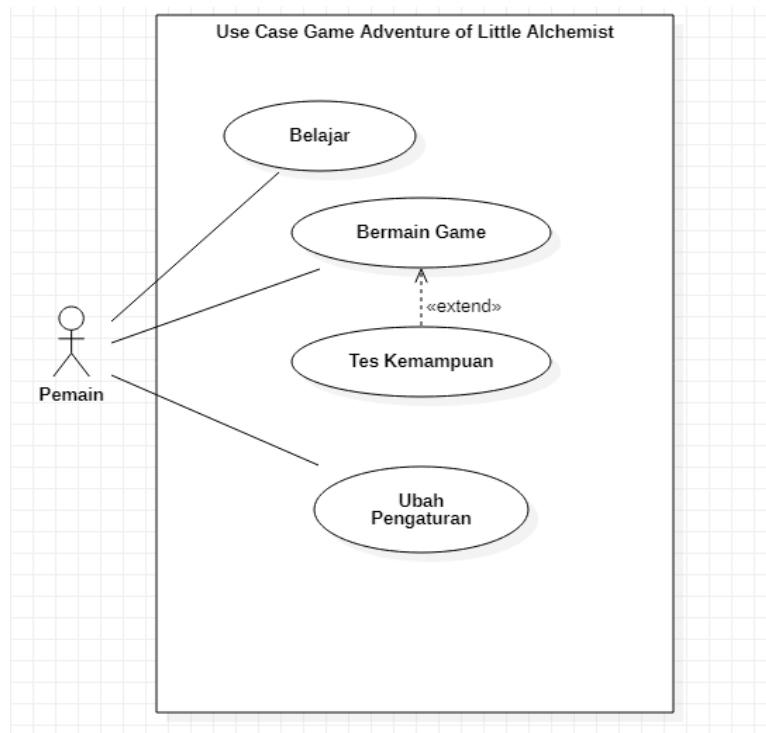 Use Case Game Adventure of Little Alchemist
Belajar
Bermain Game
«extend»
Tes Kemampuan
Pemain
Ubah
Pengaturan